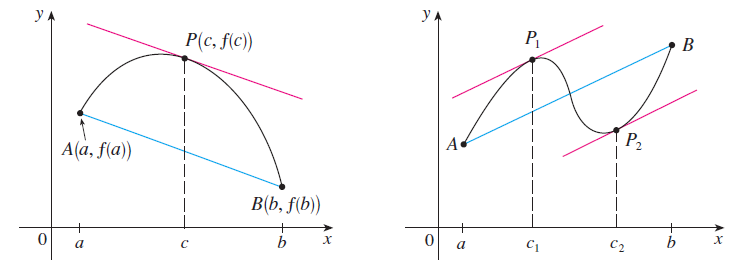 y
P(c, f(c))
A(a, f(a))
B(b, f(b))
0 a c b x
y
P₁
B
A
P₂
0 a c₁ c₂ b x